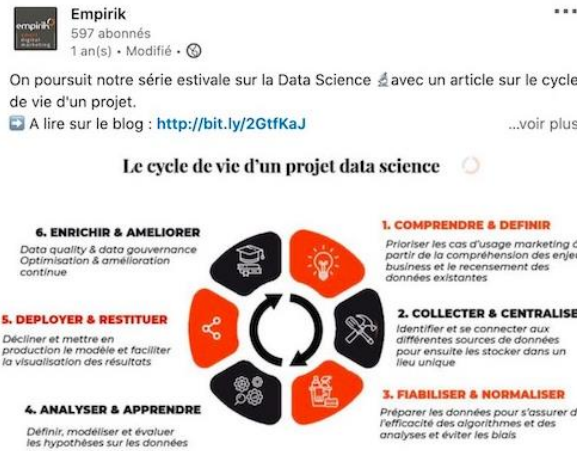 empirik
Empirik
597 abonnés
1 an(s) • Modifié •
On poursuit notre série estivale sur la Data Science 🔬avec un article sur le cycle
de vie d'un projet.
➡️ A lire sur le blog : http://bit.ly/2GtfKaJ
...voir plus
Le cycle de vie d'un projet data science
1. COMPRENDRE & DEFINIR
Prioriser les cas d'usage marketing à
partir de la compréhension des enje
business et le recensement des
données existantes
2. COLLECTER & CENTRALISE
Identifier et se connecter aux
différentes sources de données
pour ensuite les stocker dans un
lieu unique
3. FIABILISER & NORMALISER
Préparer les données pour s'assurer d
l'efficacité des algorithmes et des
analyses et éviter les biais
4. ANALYSER & APPRENDRE
Définir, modéliser et évaluer
les hypothèses sur les données
5. DEPLOYER & RESTITUER
Décliner et mettre en
production le modèle et faciliter
la visualisation des résultats
6. ENRICHIR & AMELIORER
Data quality & data gouvernance
Optimisation & amélioration
continue